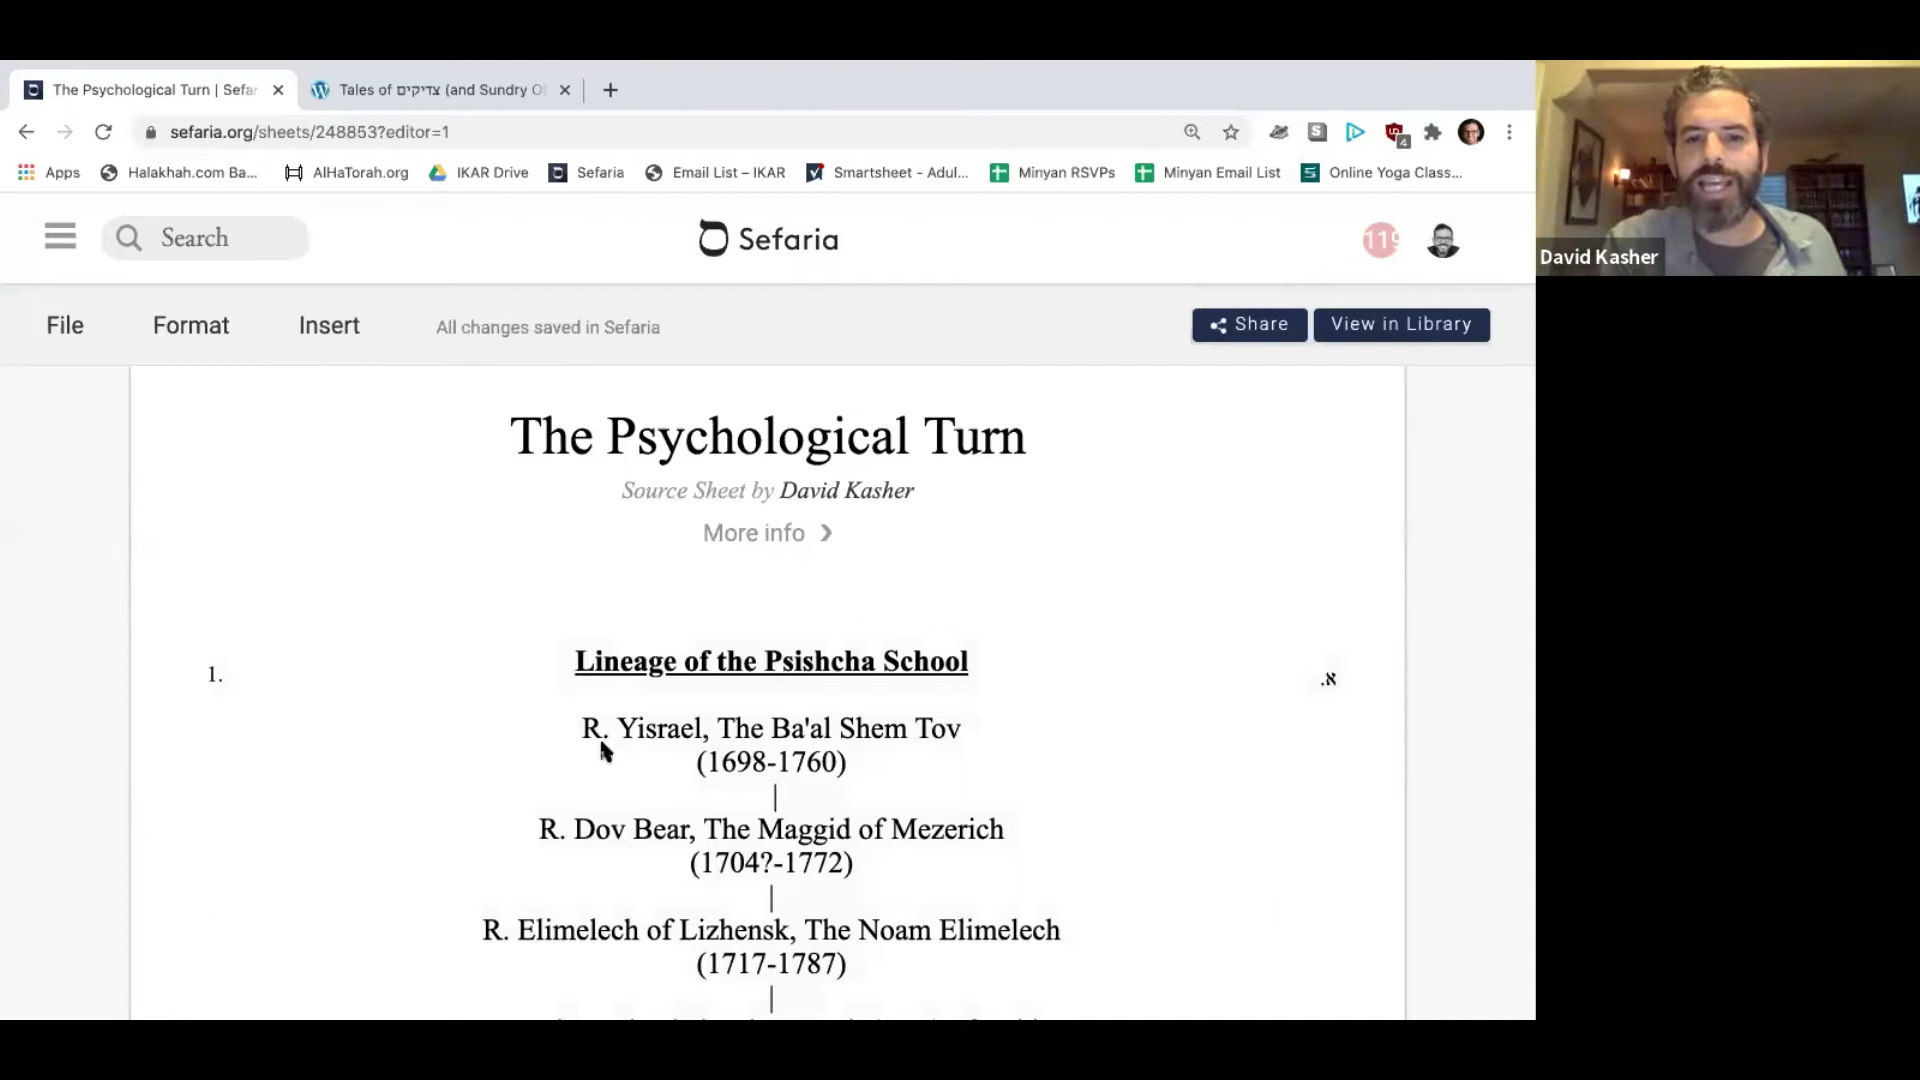 The Psychological Turn | Sefar
Tales of צדיקים (and Sundry O
sefaria.org/sheets/248853?editor=1
4
Apps
Halakhah.com Ba...
AlHaTorah.org
IKAR Drive
Sefaria
Email List – IKAR
Smartsheet - Adul...
Minyan RSVPs
Minyan Email List
Online Yoga Class...
Search
Sefaria
119
David Kasher
File
Format
Insert
All changes saved in Sefaria
Share
View in Library
The Psychological Turn
Source Sheet by David Kasher
More info
1.
Lineage of the Psishcha School
א.
R. Yisrael, The Ba'al Shem Tov
(1698-1760)
|
R. Dov Bear, The Maggid of Mezerich
(1704?-1772)
|
R. Elimelech of Lizhensk, The Noam Elimelech
(1717-1787)
|